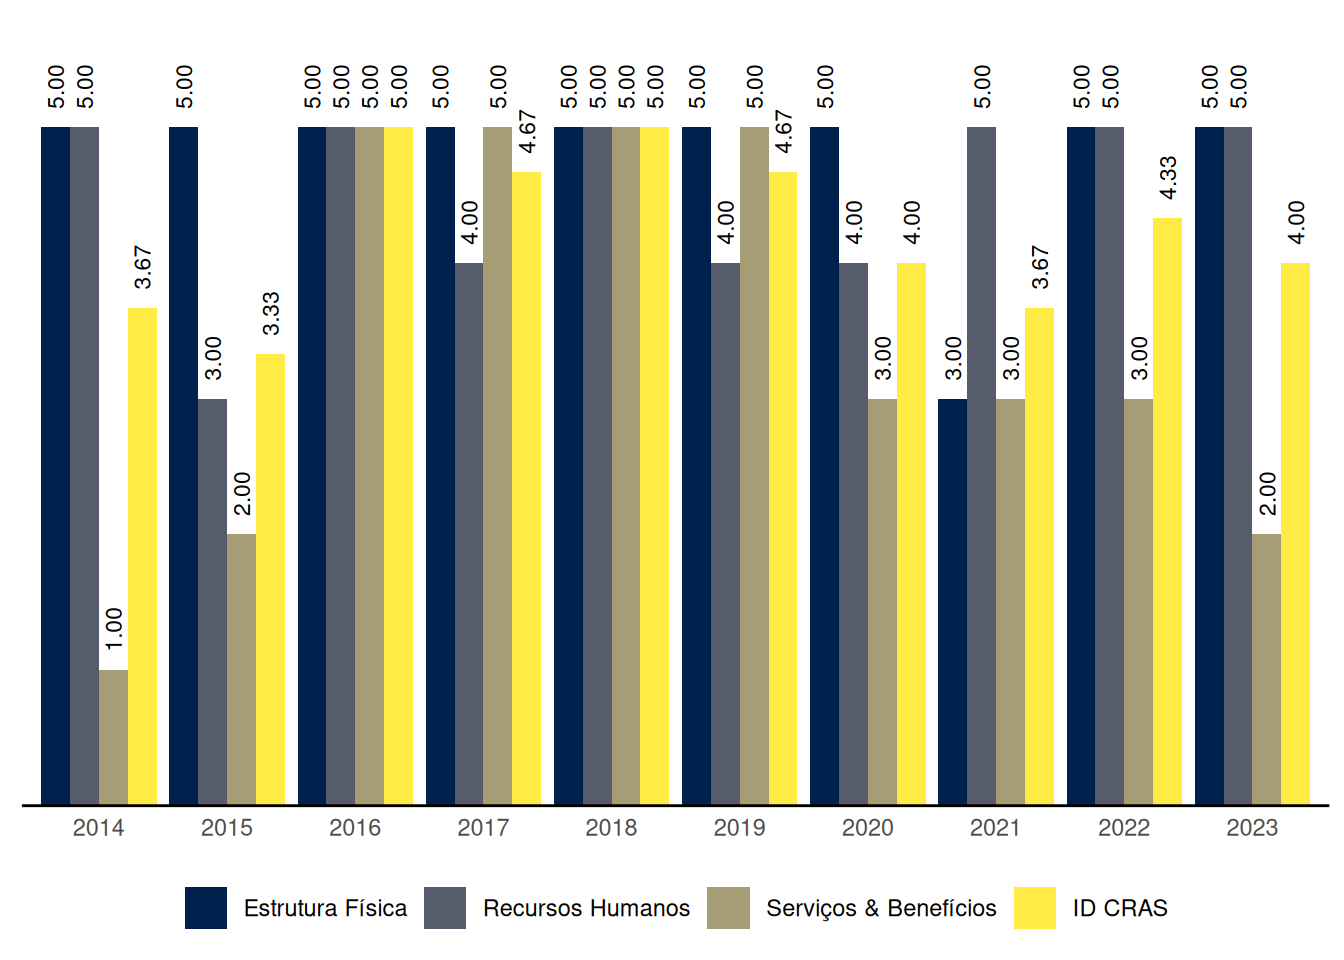 5.00 5.00 1.00 3.67
5.00 3.00 2.00 3.33
5.00 5.00 5.00 5.00
5.00 4.00 5.00 4.67
5.00 5.00 5.00 5.00
5.00 4.00 5.00 4.67
5.00 4.00 3.00 4.00
3.00 5.00 3.00 3.67
5.00 5.00 3.00 4.33
5.00 5.00 2.00 4.00
2014 2015 2016 2017 2018 2019 2020 2021 2022 2023
Estrutura Física Recursos Humanos Serviços & Benefícios ID CRAS